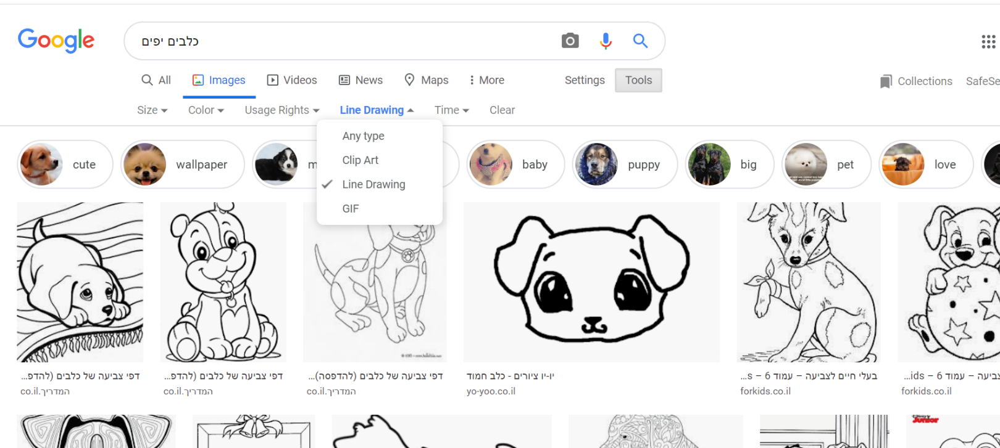 Google
כלבים יפים
All Images Videos News Maps More Settings Tools
Collections SafeSe
Size Color Usage Rights Line Drawing Time Clear
Any type
Clip Art
Line Drawing
GIF
cute wallpaper m baby puppy big pet love
דפי צביעה של כלבים (להדפ...
המדריך.co.il
דפי צביעה של כלבים (להדפ...
המדריך.co.il
דפי צביעה של כלבים (להדפסה)...
המדריך.co.il
יו-יו ציורים - כלב חמוד
yo-yoo.co.il
בעלי חיים לצביעה – עמוד 6 – s...
forkids.co.il
צביעה – עמוד 6 – ids...
forkids.co.il
Junior